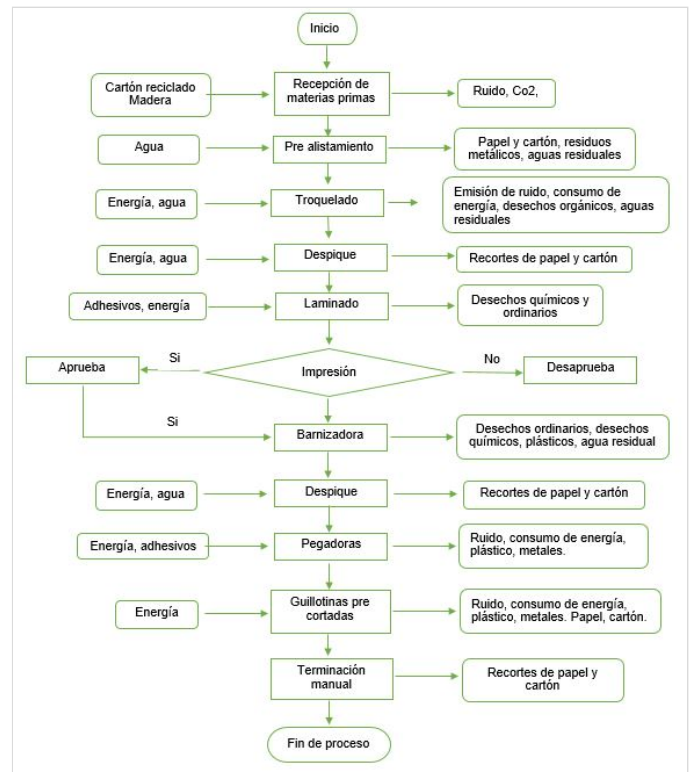 Inicio
Cartón reciclado
Madera
Recepción de
materias primas
Ruido, Co2,
Agua
Pre alistamiento
Papel y cartón, residuos
metálicos, aguas residuales
Energía, agua
Troquelado
Emisión de ruido, consumo de
energía, desechos orgánicos, aguas
residuales
Energía, agua
Despique
Recortes de papel y cartón
Adhesivos, energía
Laminado
Desechos químicos y
ordinarios
Aprueba
Si
Impresión
No
Desaprueba
Si
Barnizadora
Desechos ordinarios, desechos
químicos, plásticos, agua residual
Energía, agua
Despique
Recortes de papel y cartón
Energía, adhesivos
Pegadoras
Ruido, consumo de energía,
plástico, metales.
Energía
Guillotinas pre
cortadas
Ruido, consumo de energía,
plástico, metales. Papel, cartón.
Terminación
manual
Recortes de papel y
cartón
Fin de proceso